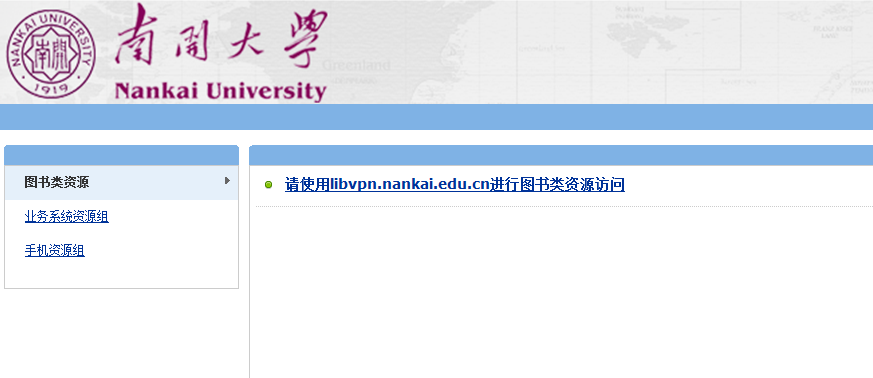 NANKAI UNIVERSITY
南開
1919
南開大學
Nankai University
Greenland
图书类资源
请使用libvpn.nankai.edu.cn进行图书类资源访问
业务系统资源组
手机资源组